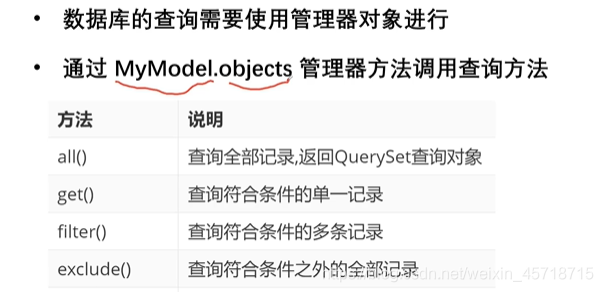 数据库的查询需要使用管理器对象进行
通过 MyModel.objects 管理器方法调用查询方法
方法 说明
all() 查询全部记录,返回QuerySet查询对象
get() 查询符合条件的单一记录
filter() 查询符合条件的多条记录
exclude() 查询符合条件之外的全部记录
https://blog.csdn.net/weixin_45718715